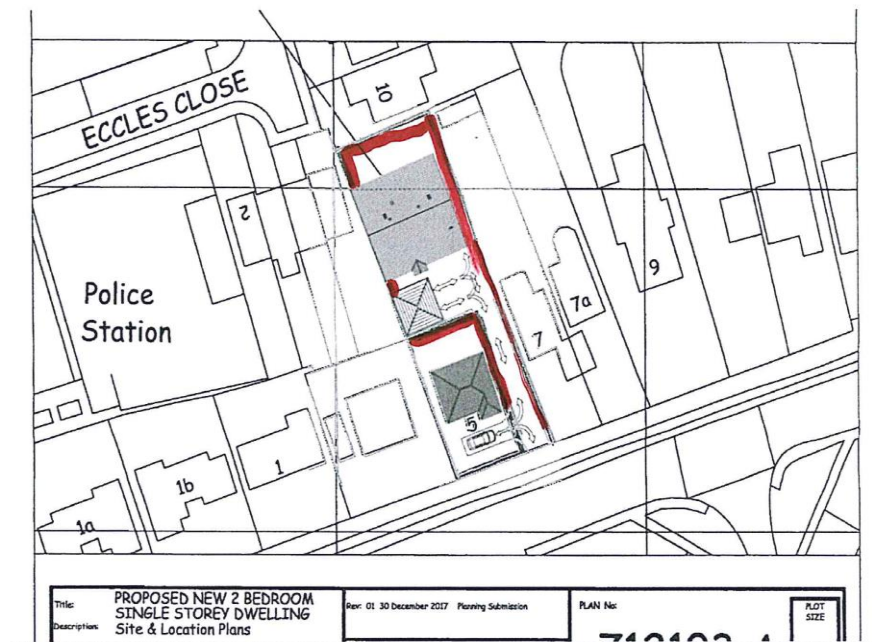 10
ECCLES CLOSE
2
9
Police
Station
7a
7
5
1
1b
1a
Title: PROPOSED NEW 2 BEDROOM
SINGLE STOREY DWELLING
Description: Site & Location Plans
Rev: 01 30 December 2017 Planning Submission
PLAN No:
PLOT
SIZE